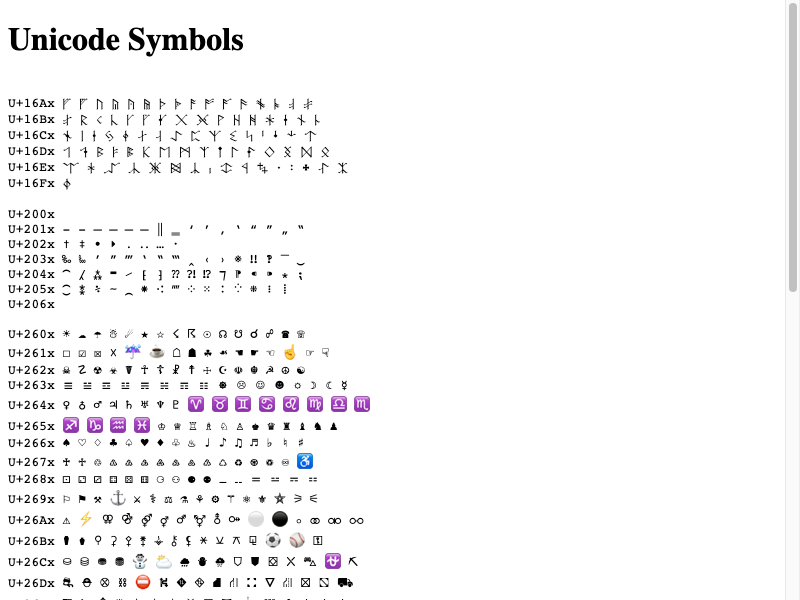 Unicode Symbols
U+16Ax ᚠ ᚡ ᚢ ᚣ ᚤ ᚥ ᚦ ᚧ ᚨ ᚩ ᚪ ᚫ ᚬ ᚭ ᚮ ᚯ
U+16Bx ᚰ ᚱ ᚲ ᚳ ᚴ ᚵ ᚶ ᚷ ᚸ ᚹ ᚺ ᚻ ᚼ ᚽ ᚾ ᚿ
U+16Cx ᛀ ᛁ ᛂ ᛃ ᛄ ᛅ ᛆ ᛇ ᛈ ᛉ ᛊ ᛋ ᛌ ᛍ ᛎ ᛏ
U+16Dx ᛐ ᛑ ᛒ ᛓ ᛔ ᛕ ᛖ ᛗ ᛘ ᛙ ᛚ ᛛ ᛜ ᛝ ᛞ ᛟ
U+16Ex ᛠ ᛡ ᛢ ᛣ ᛤ ᛥ ᛦ ᛧ ᛨ ᛩ ᛪ ᛫ ᛬ ᛭ ᛮ ᛯ
U+16Fx ᛰ
U+200x
U+201x ‐ ‑ ‒ – — ― ‖ ‗ ‘ ’ ‚ ‛ “ ” „ ‟
U+202x † ‡ • ‣ ․ ‥ … ‧
U+203x ‰ ‱ ′ ″ ‴ ‵ ‶ ‷ ‸ ‹ › ※ ‼ ‽ ‾ ‿
U+204x ⁀ ⁁ ⁂ ⁃ ⁄ ⁅ ⁆ ⁇ ⁈ ⁉ ⁊ ⁋ ⁌ ⁍ ⁎ ⁏
U+205x ⁐ ⁑ ⁒ ⁓ ⁔ ⁕ ⁖ ⁗ ⁘ ⁙ ⁚ ⁛ ⁜ ⁝ ⁞
U+206x
U+260x ☀ ☁ ☂ ☃ ☄ ★ ☆ ☇ ☈ ☉ ☊ ☋ ☌ ☍ ☎ ☏
U+261x ☐ ☑ ☒ ☓ ☔ ☕ ☖ ☗ ☘ ☙ ☚ ☛ ☜ ☝ ☞ ☟
U+262x ☠ ☡ ☢ ☣ ☤ ☥ ☦ ☧ ☨ ☩ ☪ ☫ ☬ ☭ ☮ ☯
U+263x ☰ ☱ ☲ ☳ ☴ ☵ ☶ ☷ ☸ ☹ ☺ ☻ ☼ ☽ ☾ ☿
U+264x ♀ ♁ ♂ ♃ ♄ ♅ ♆ ♇ ♈ ♉ ♊ ♋ ♌ ♍ ♎ ♏
U+265x ♐ ♑ ♒ ♓ ♔ ♕ ♖ ♗ ♘ ♙ ♚ ♛ ♜ ♝ ♞ ♟
U+266x ♠ ♡ ♢ ♣ ♤ ♥ ♦ ♧ ♨ ♩ ♪ ♫ ♬ ♭ ♮ ♯
U+267x ♰ ♱ ♲ ♳ ♴ ♵ ♶ ♷ ♸ ♹ ♺ ♻ ♼ ♽ ♾ ♿
U+268x ⚀ ⚁ ⚂ ⚃ ⚄ ⚅ ⚆ ⚇ ⚈ ⚉ ⚊ ⚋ ⚌ ⚍ ⚎ ⚏
U+269x ⚐ ⚑ ⚒ ⚓ ⚔ ⚕ ⚖ ⚗ ⚘ ⚙ ⚚ ⚛ ⚜ ⚝ ⚞ ⚟
U+26Ax ⚠ ⚡ ⚢ ⚣ ⚤ ⚥ ⚦ ⚧ ⚨ ⚩ ⚪ ⚫ ⚬ ⚭ ⚮ ⚯
U+26Bx ⚰ ⚱ ⚲ ⚳ ⚴ ⚵ ⚶ ⚷ ⚸ ⚹ ⚺ ⚻ ⚼ ⚽ ⚾ ⚿
U+26Cx ⛀ ⛁ ⛂ ⛃ ⛄ ⛅ ⛆ ⛇ ⛈ ⛉ ⛊ ⛋ ⛌ ⛍ ⛎ ⛏
U+26Dx ⛐ ⛑ ⛒ ⛓ ⛔ ⛕ ⛖ ⛗ ⛘ ⛙ ⛚ ⛛ ⛜ ⛝ ⛞ ⛟